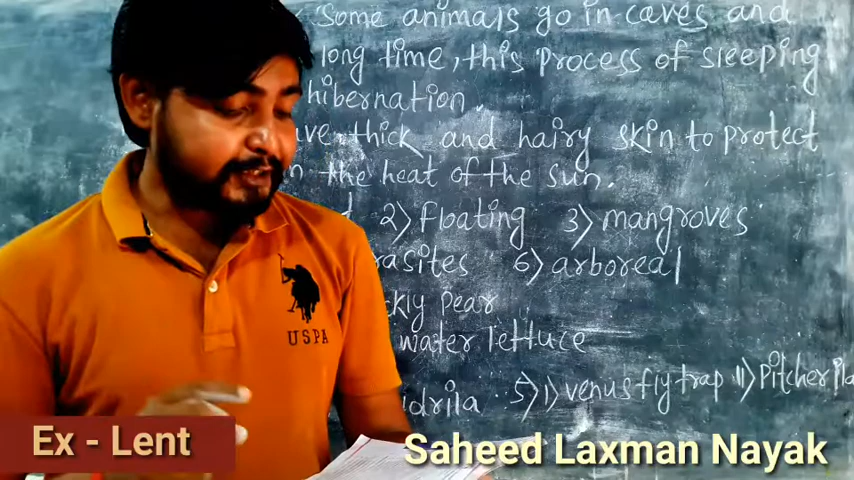 Some animals go in caves and
long time, this process of sleeping
hibernation.
thick and hairy skin to protect
the heat of the sun.
2> Floating 3> mangroves
6> arboreal
Pear
water lettuce
5> i> venus fly trap ii> Pitcher
USPA
Ex - Lent
Saheed Laxman Nayak